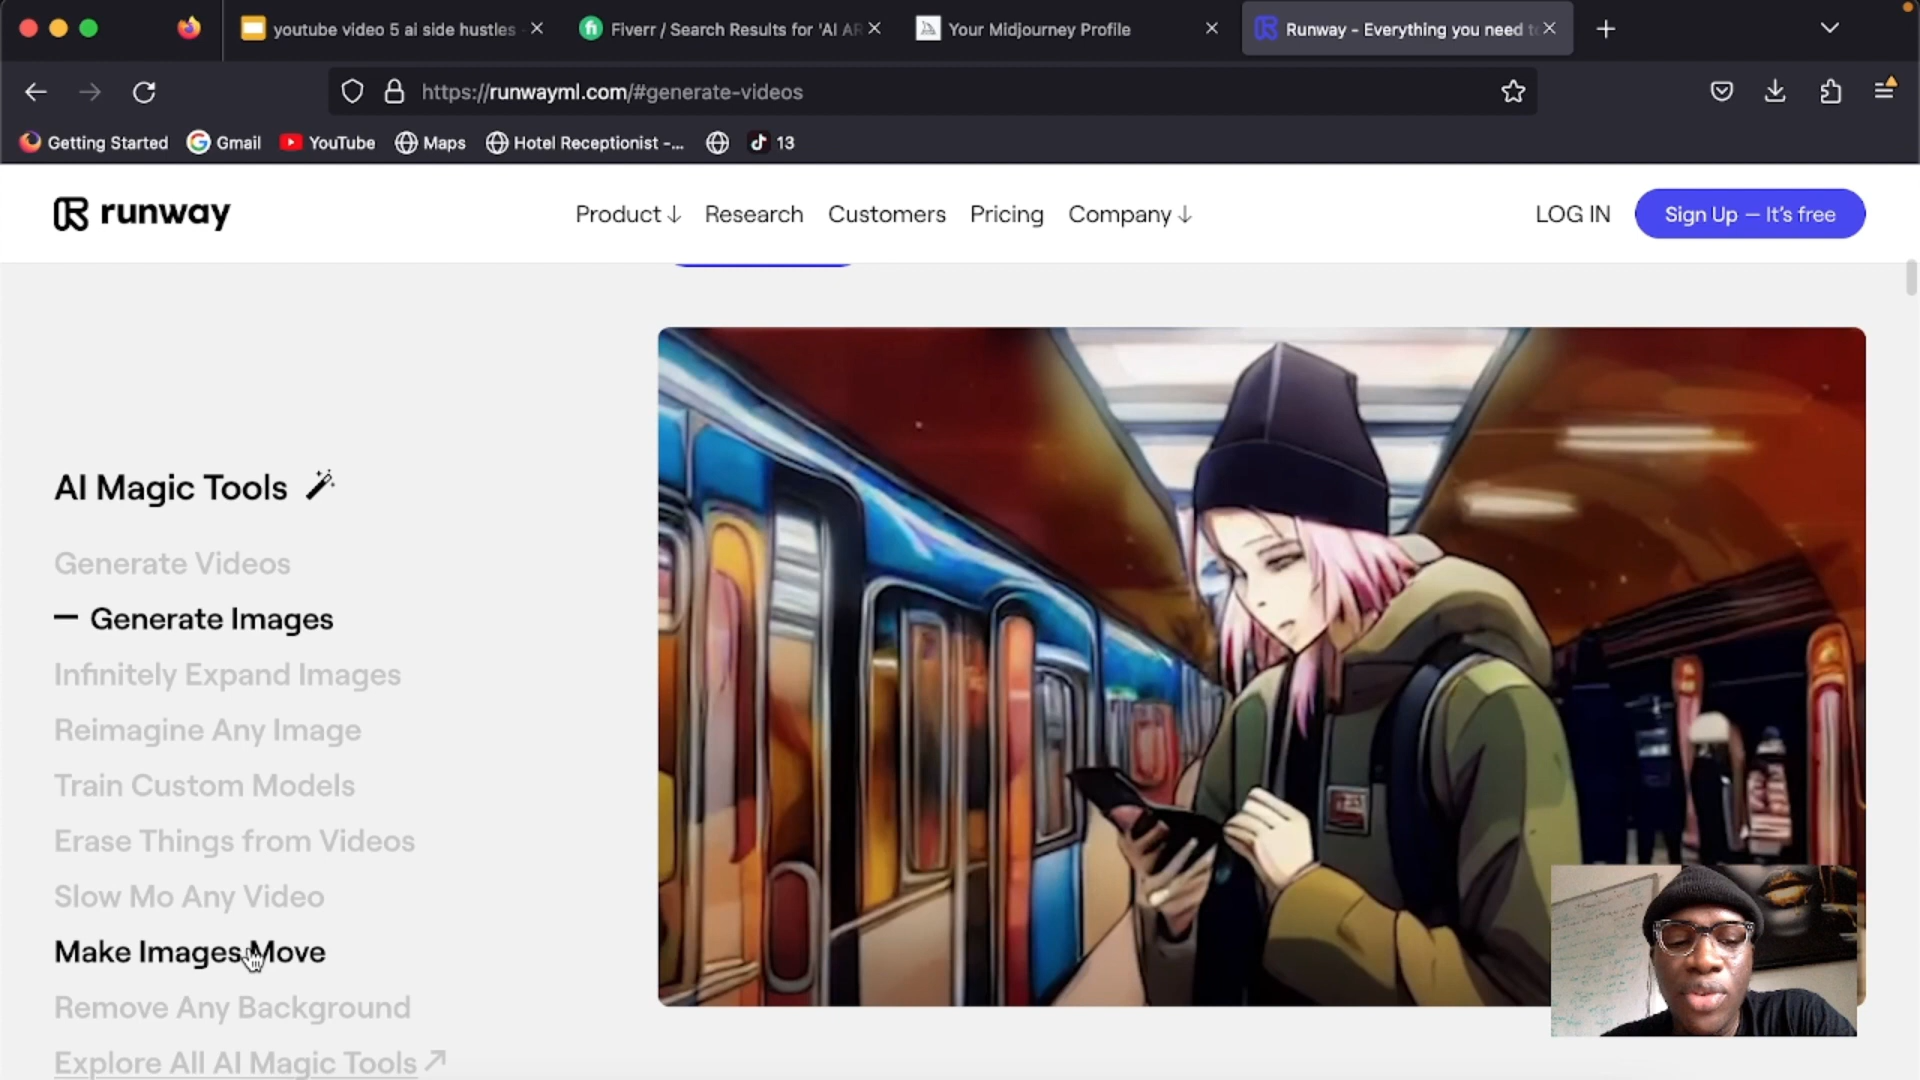 youtube video 5 ai side hustles
Fiverr / Search Results for 'AI AR
Your Midjourney Profile
Runway - Everything you need to
https://runwayml.com/#generate-videos
Getting Started
Gmail
YouTube
Maps
Hotel Receptionist -...
13
runway
Product ↓
Research
Customers
Pricing
Company ↓
LOG IN
Sign Up — It's free
AI Magic Tools
Generate Videos
— Generate Images
Infinitely Expand Images
Reimagine Any Image
Train Custom Models
Erase Things from Videos
Slow Mo Any Video
Make Images Move
Remove Any Background
Explore All AI Magic Tools ↗